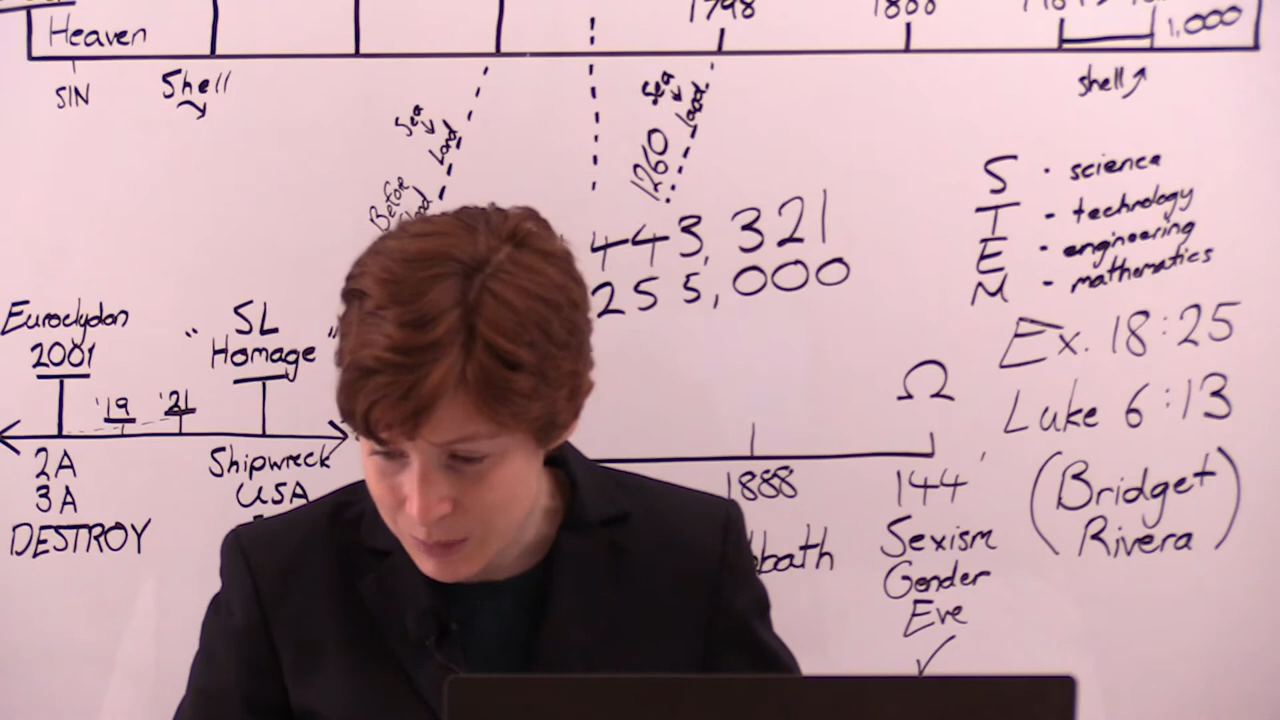 Heaven
1798
1888
1,000
SIN
Shell
shell
Sea
Land
Before
Sea
Land
1260
443,321
255,000
S · science
T - technology
E - engineering
M - mathematics
Ex. 18:25
Luke 6:13
(Bridget
Rivera)
Euroclydon
2001
'19
'21
"SL
Homage"
2A
3A
DESTROY
Shipwreck
USA
Ω
1888
144
Sexism
Gender
Eve